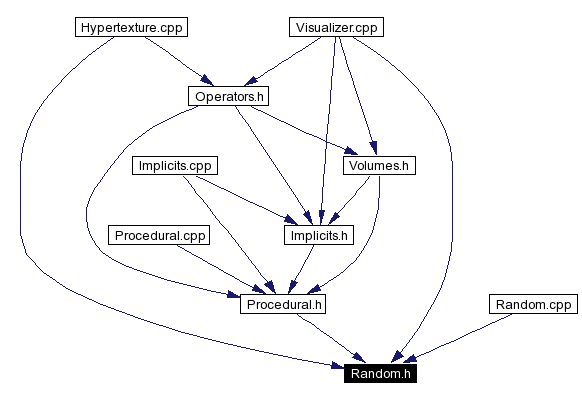 Hypertexture.cpp
Visualizer.cpp
Operators.h
Implicits.cpp
Volumes.h
Procedural.cpp
Implicits.h
Procedural.h
Random.cpp
Random.h